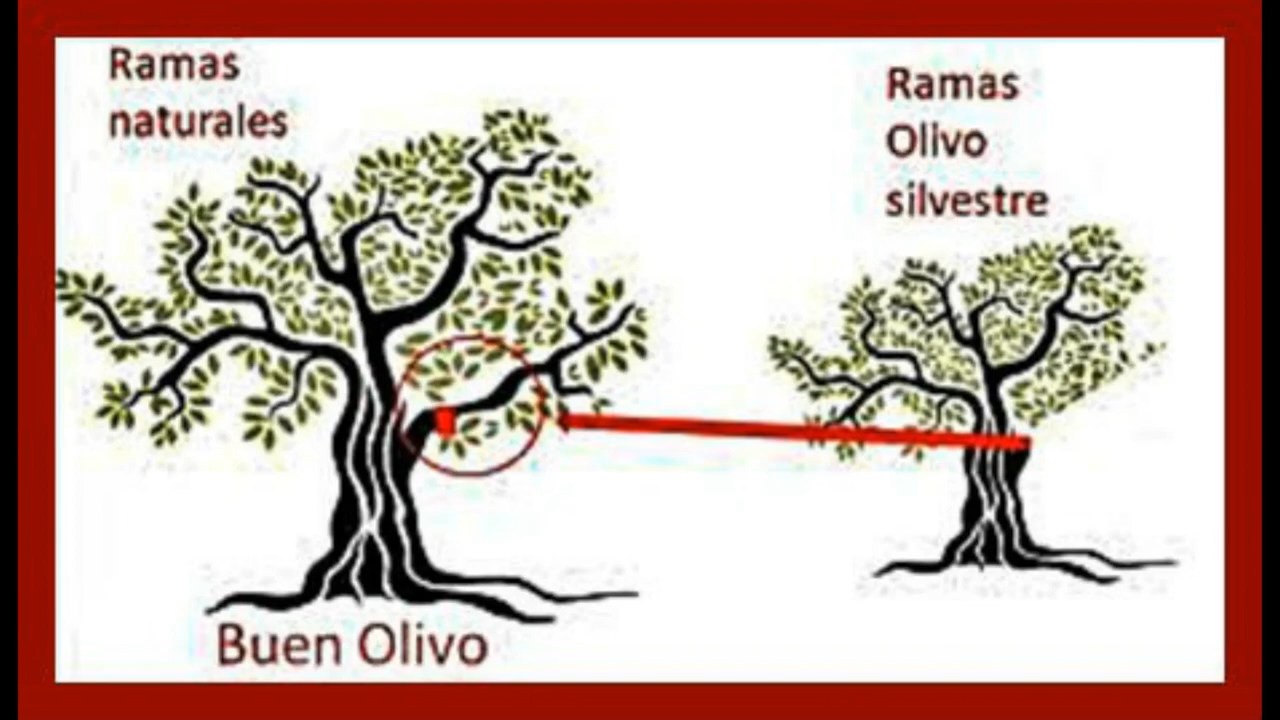 Ramas
naturales
Ramas
Olivo
silvestre
Buen Olivo